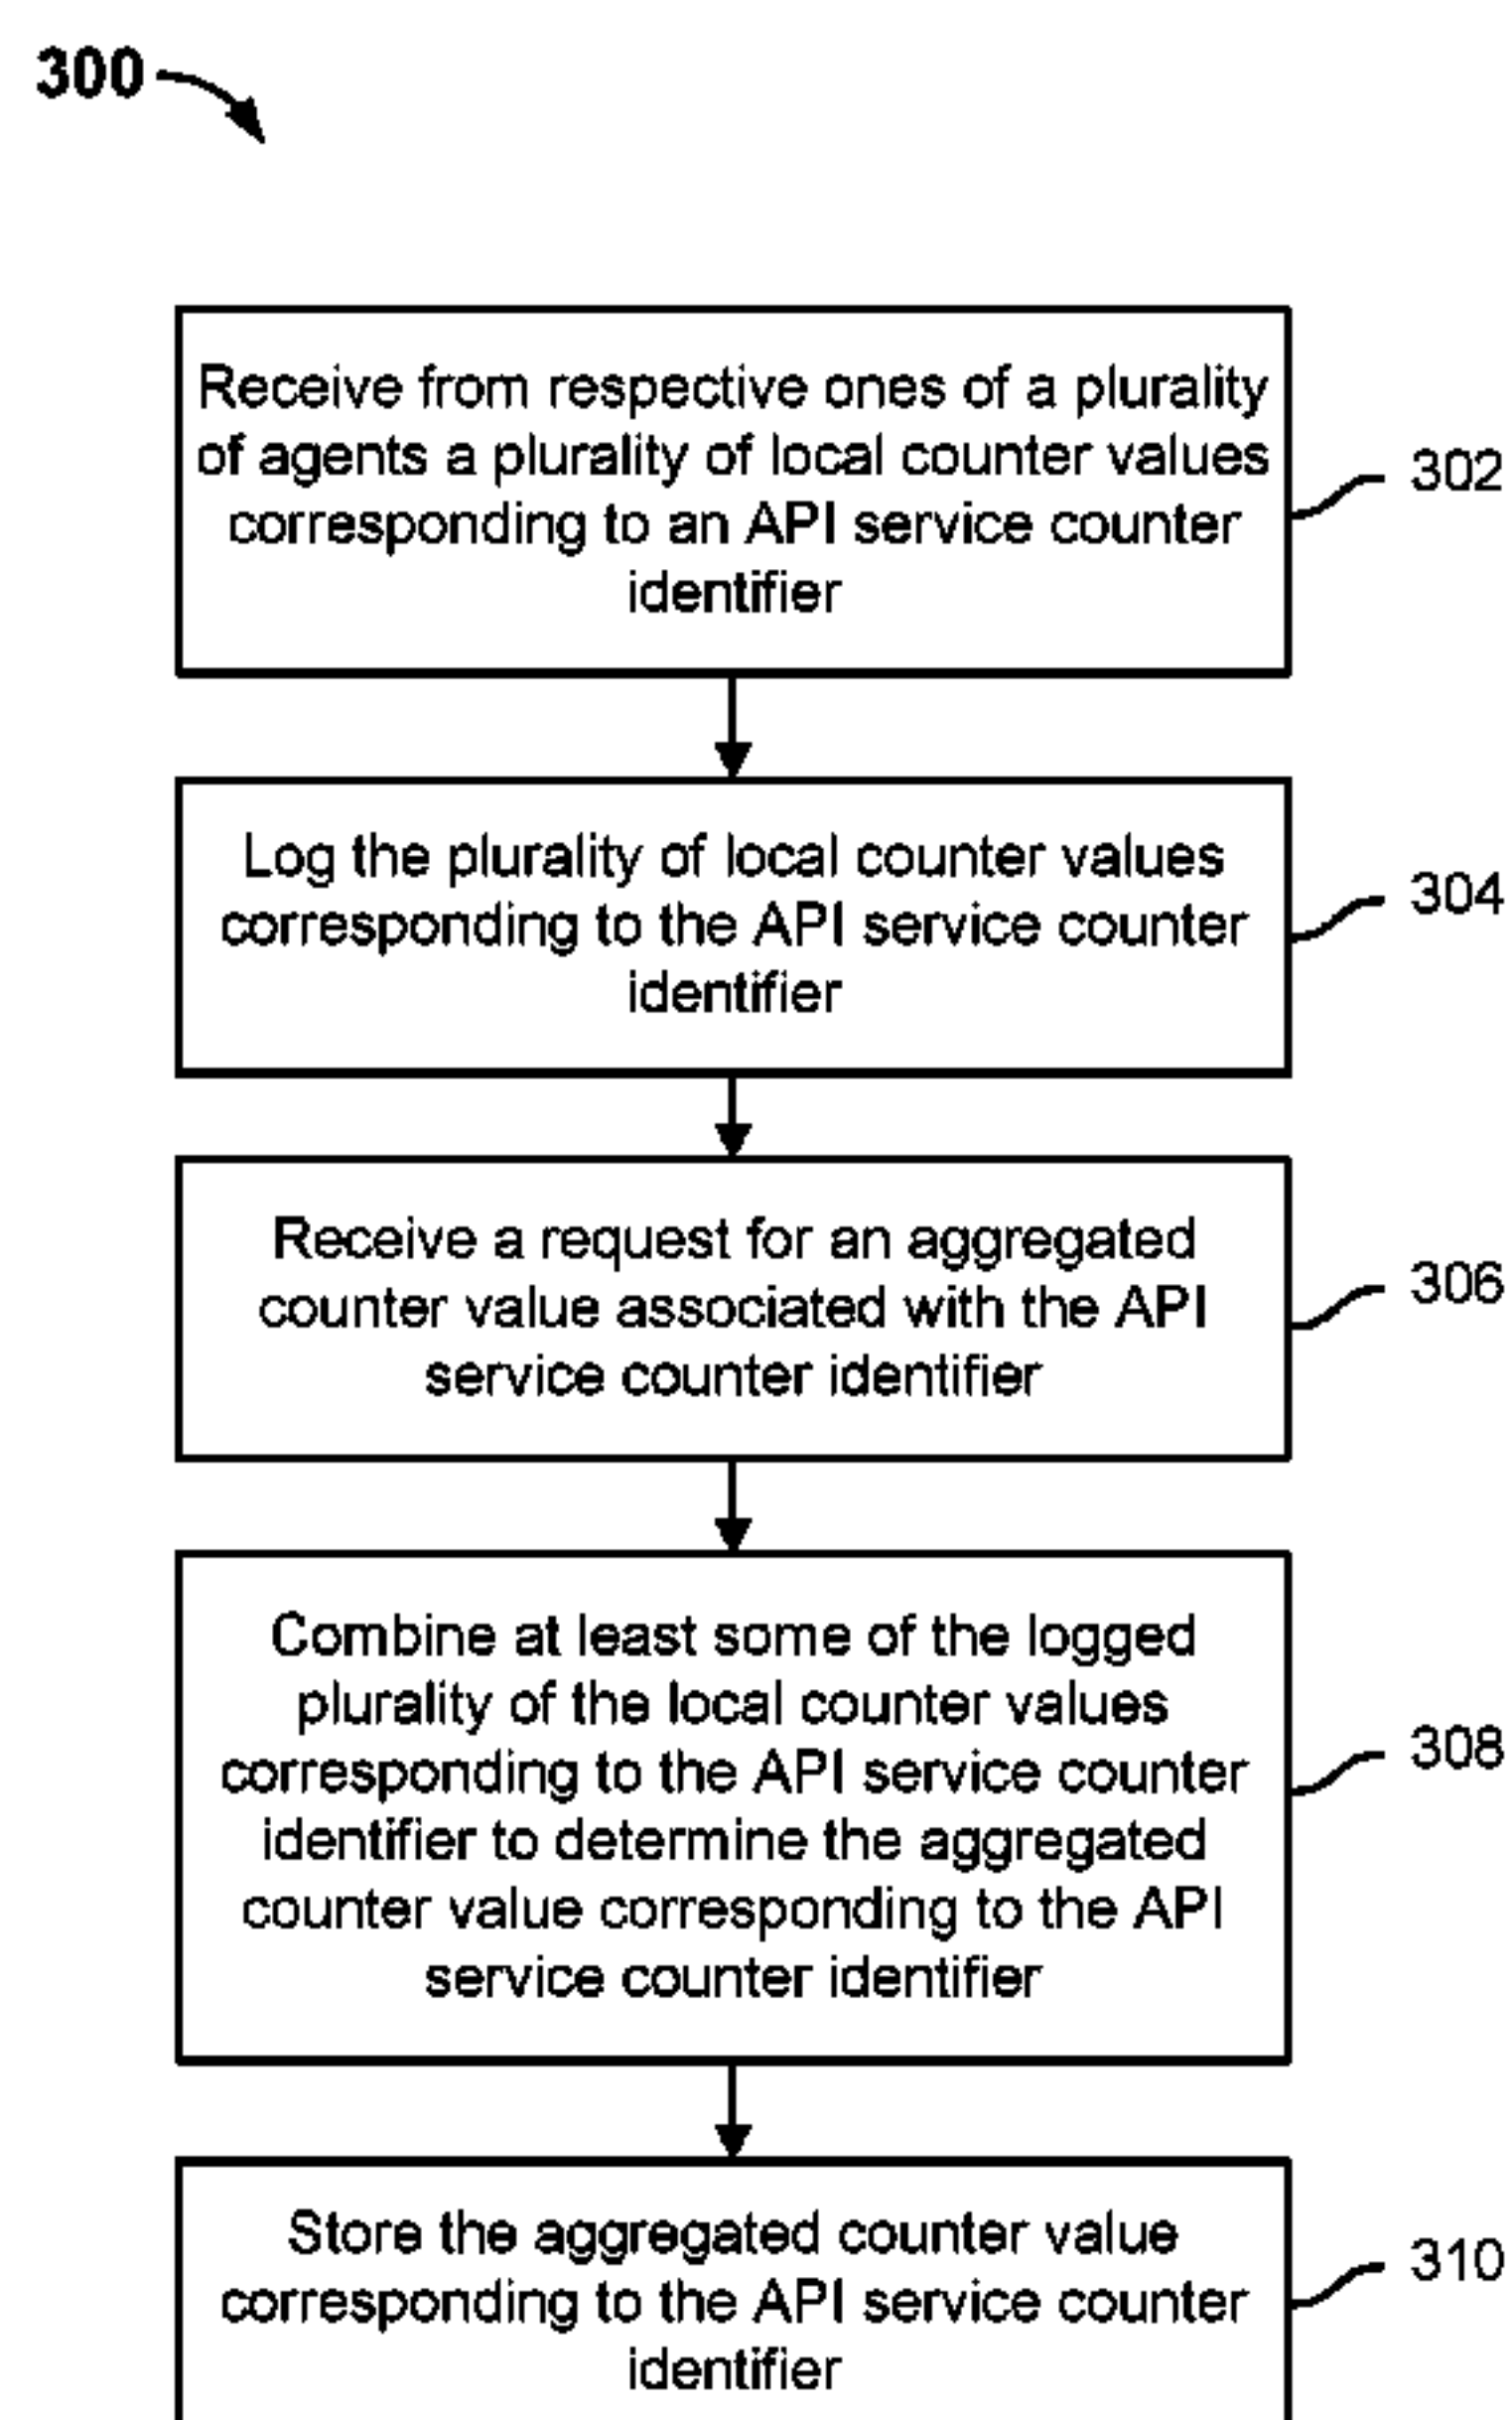 300
Receive from respective ones of a plurality
of agents a plurality of local counter values
corresponding to an API service counter
identifier
302
Log the plurality of local counter values
corresponding to the API service counter
identifier
304
Receive a request for an aggregated
counter value associated with the API
service counter identifier
306
Combine at least some of the logged
plurality of the local counter values
corresponding to the API service counter
identifier to determine the aggregated
counter value corresponding to the API
service counter identifier
308
Store the aggregated counter value
corresponding to the API service counter
identifier
310